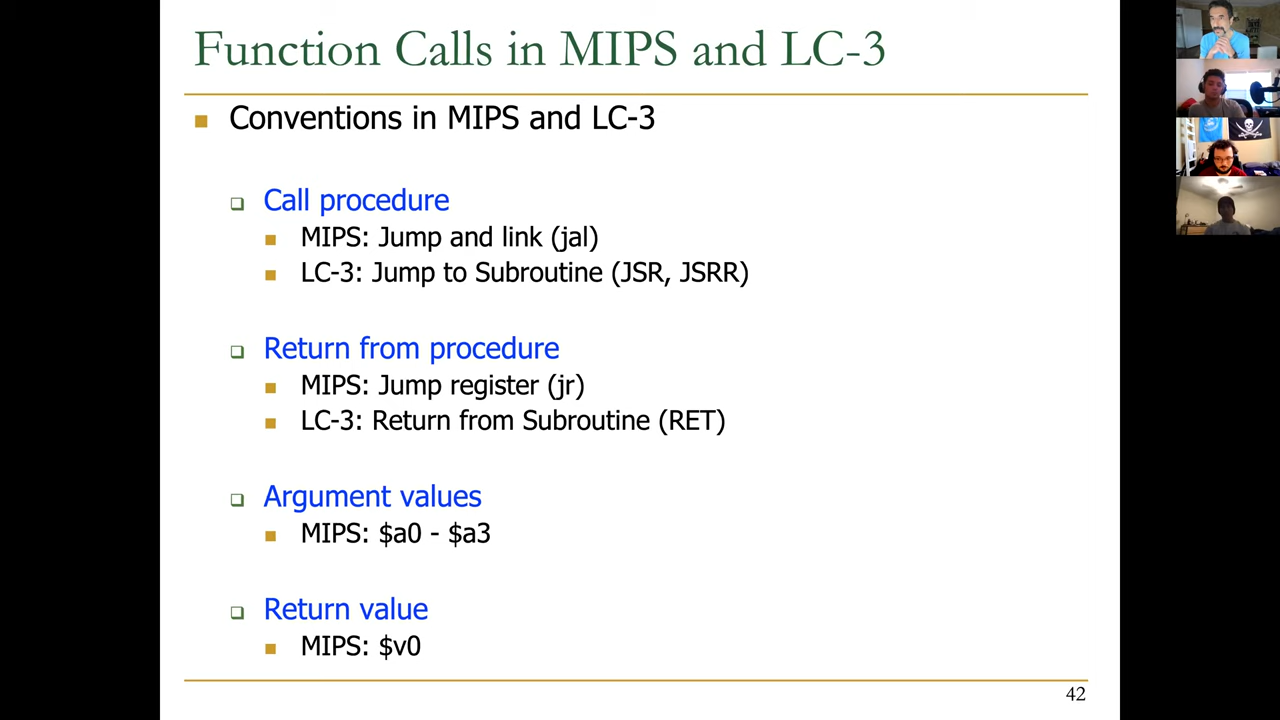 Function Calls in MIPS and LC-3
Conventions in MIPS and LC-3
Call procedure
MIPS: Jump and link (jal)
LC-3: Jump to Subroutine (JSR, JSRR)
Return from procedure
MIPS: Jump register (jr)
LC-3: Return from Subroutine (RET)
Argument values
MIPS: $a0 - $a3
Return value
MIPS: $v0
42